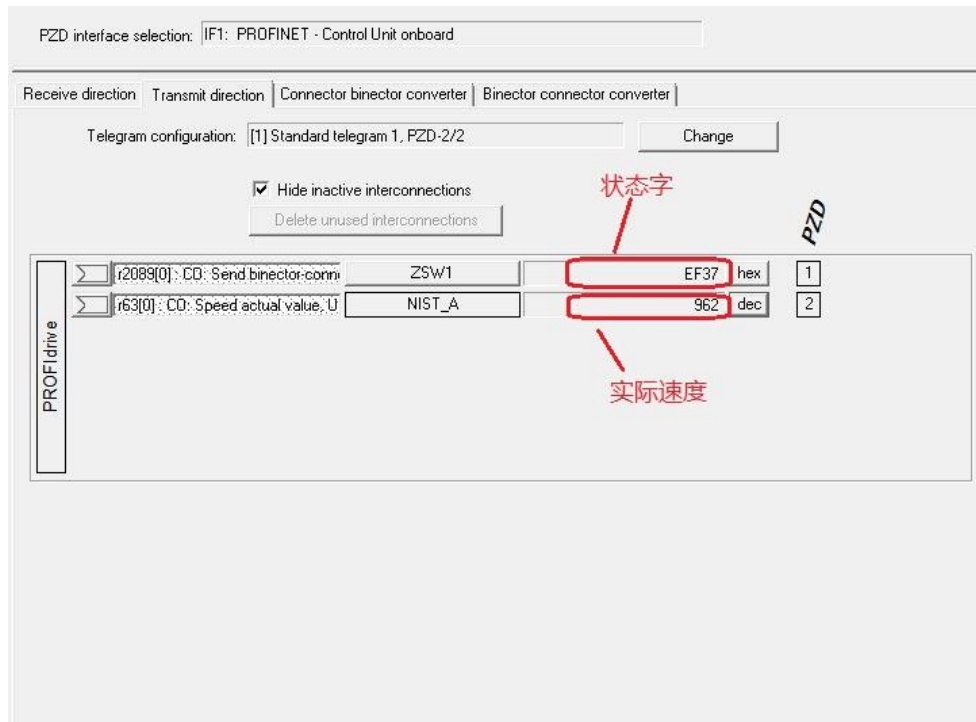 PZD interface selection: IF1: PROFINET - Control Unit onboard
Receive direction Transmit direction Connector binector converter Binector connector converter
Telegram configuration: [1] Standard telegram 1, PZD-2/2 Change
Hide inactive interconnections
状态字
Delete unused interconnections
PZD
r2089[0] : CO: Send binector-conn ZSW1 EF37 hex 1
r63[0] : CO: Speed actual value, U NIST_A 962 dec 2
PROFIdrive
实际速度